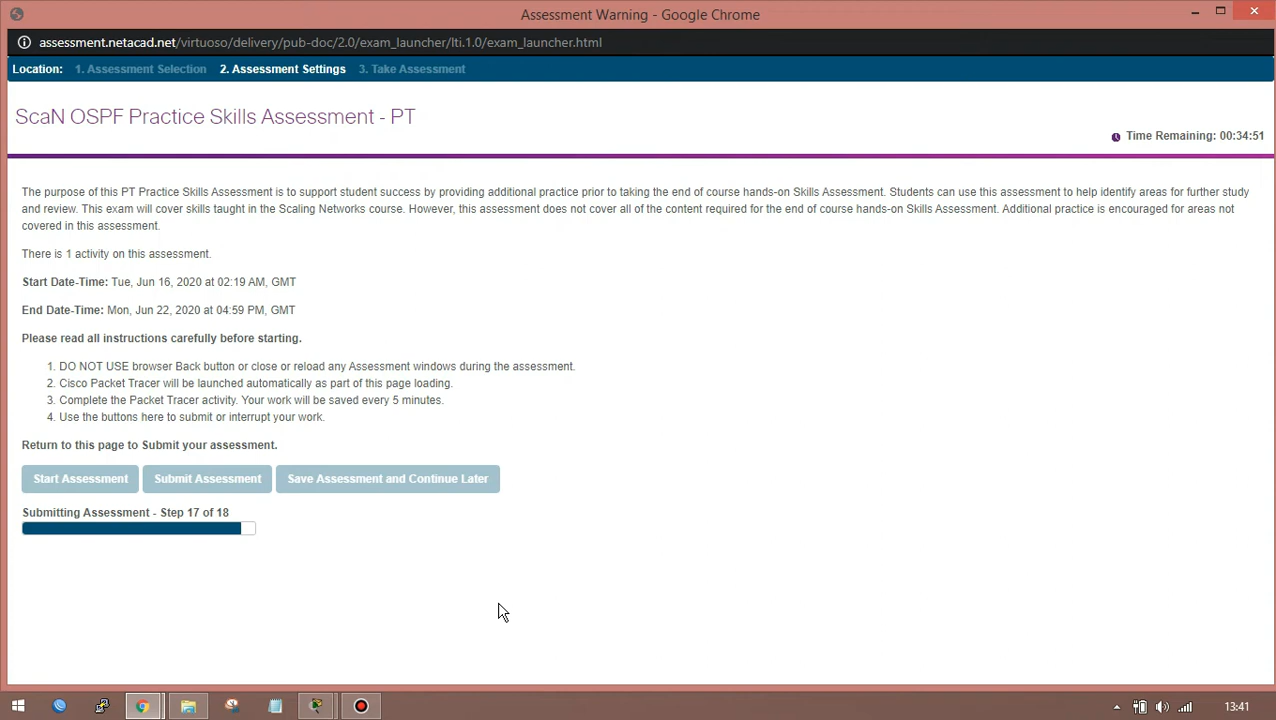 Assessment Warning - Google Chrome
assessment.netacad.net/virtuoso/delivery/pub-doc/2.0/exam_launcher/lti.1.0/exam_launcher.html
Location: 1. Assessment Selection 2. Assessment Settings 3. Take Assessment
ScaN OSPF Practice Skills Assessment - PT
Time Remaining: 00:34:51
The purpose of this PT Practice Skills Assessment is to support student success by providing additional practice prior to taking the end of course hands-on Skills Assessment. Students can use this assessment to help identify areas for further study
and review. This exam will cover skills taught in the Scaling Networks course. However, this assessment does not cover all of the content required for the end of course hands-on Skills Assessment. Additional practice is encouraged for areas not
covered in this assessment.
There is 1 activity on this assessment.
Start Date-Time: Tue, Jun 16, 2020 at 02:19 AM, GMT
End Date-Time: Mon, Jun 22, 2020 at 04:59 PM, GMT
Please read all instructions carefully before starting.
1. DO NOT USE browser Back button or close or reload any Assessment windows during the assessment.
2. Cisco Packet Tracer will be launched automatically as part of this page loading.
3. Complete the Packet Tracer activity. Your work will be saved every 5 minutes.
4. Use the buttons here to submit or interrupt your work.
Return to this page to Submit your assessment.
Start Assessment Submit Assessment Save Assessment and Continue Later
Submitting Assessment - Step 17 of 18
13:41